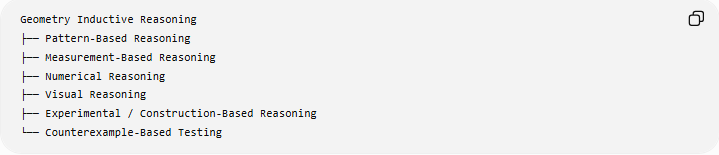 Geometry Inductive Reasoning
├── Pattern-Based Reasoning
├── Measurement-Based Reasoning
├── Numerical Reasoning
├── Visual Reasoning
├── Experimental / Construction-Based Reasoning
└── Counterexample-Based Testing